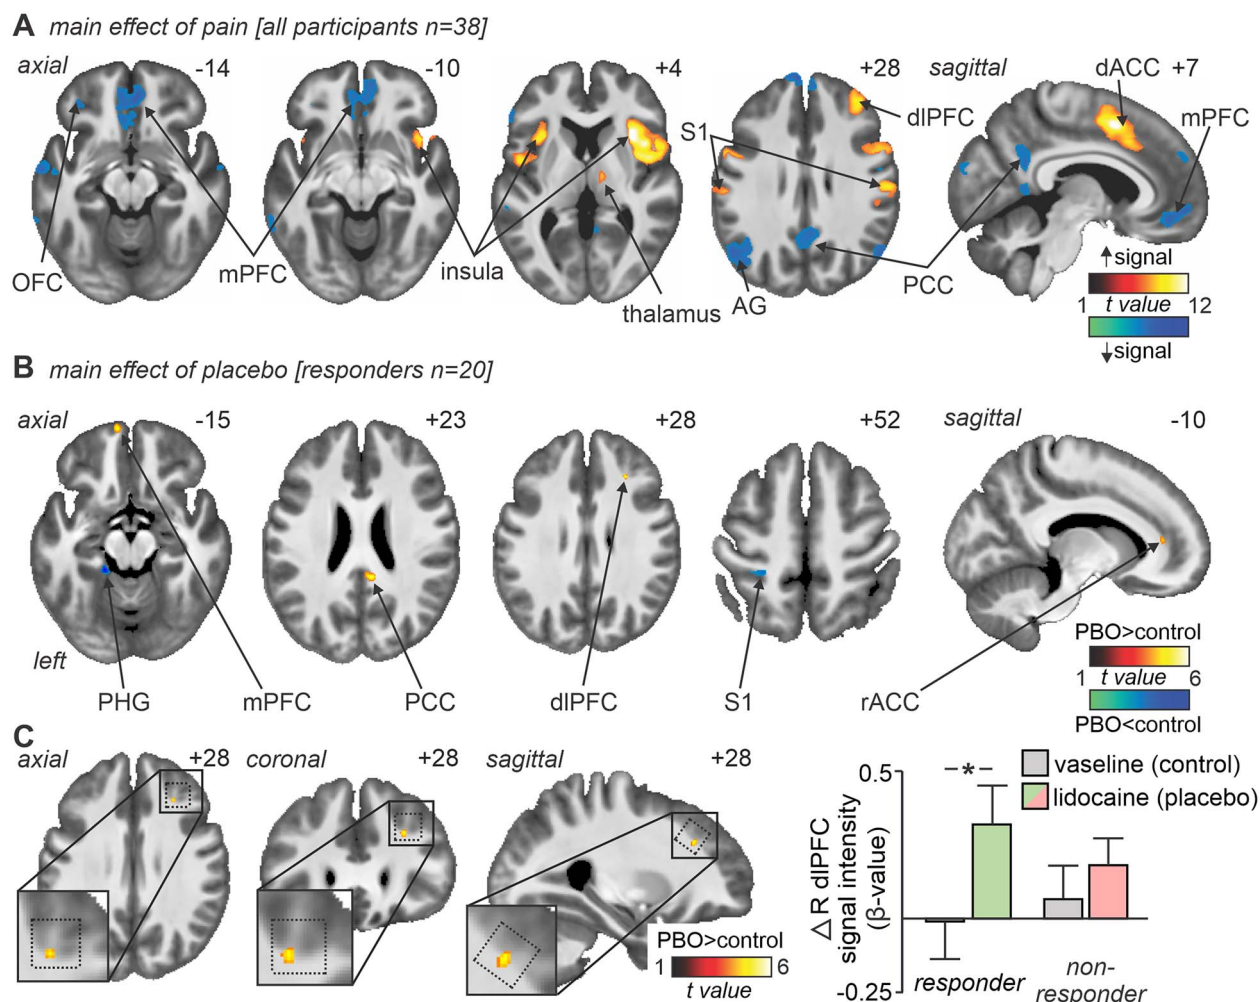 A main effect of pain [all participants n=38]
axial
-14
-10
+4
+28
sagittal
dACC
+7
mPFC
dlPFC
S1
OFC
mPFC
insula
thalamus
AG
PCC
↑signal
1 t value 12
↓signal
B main effect of placebo [responders n=20]
axial
-15
+23
+28
+52
sagittal
-10
left
PHG
mPFC
PCC
dlPFC
S1
rACC
PBO>control
1 t value 6
PBO<control
C
axial
+28
coronal
+28
sagittal
+28
PBO>control
1 6
t value
△R dlPFC
signal intensity
(β-value)
0.5
0
-0.25
*
vaseline (control)
lidocaine (placebo)
responder
non-
responder